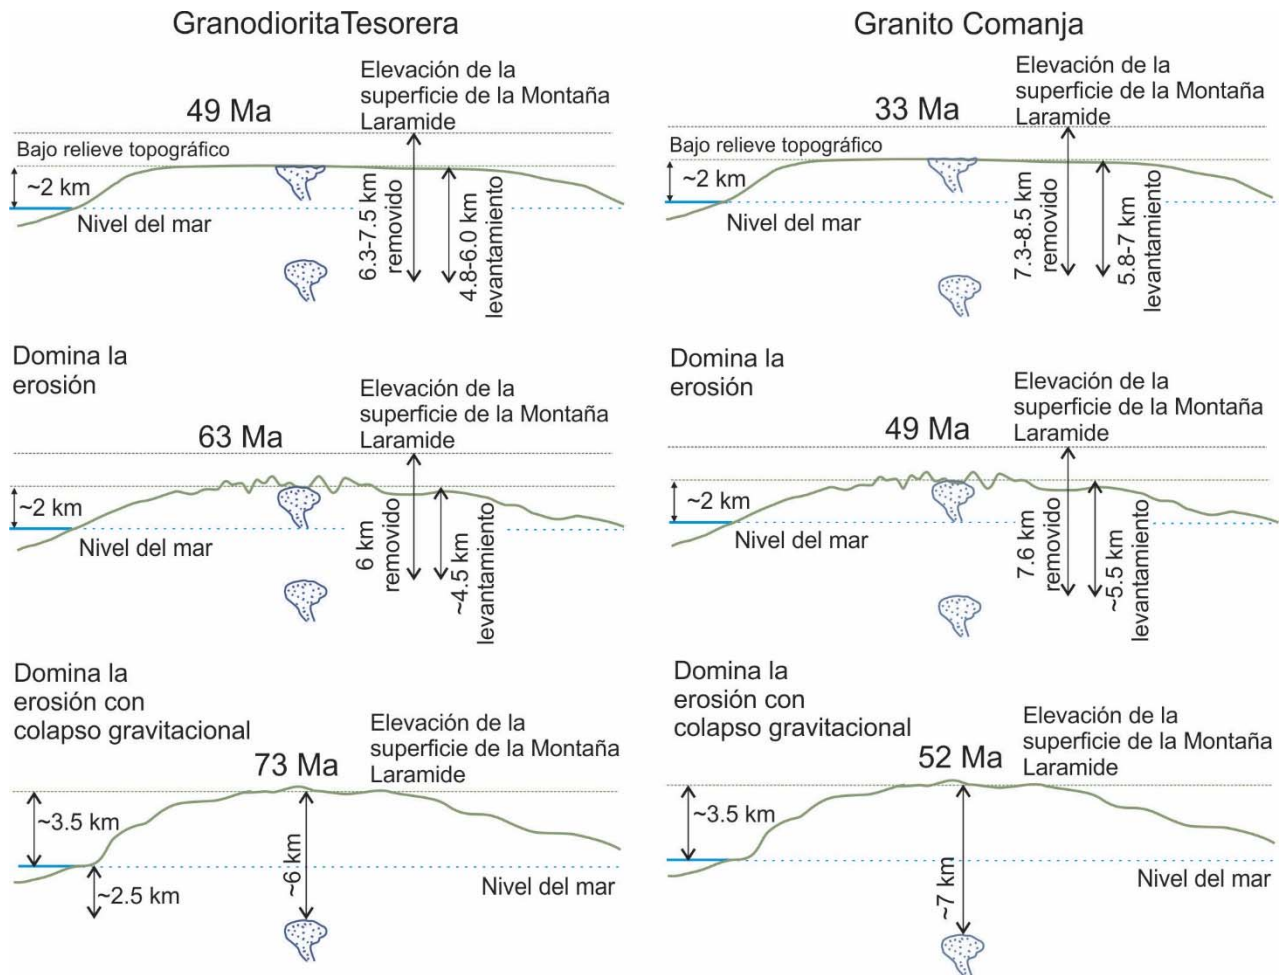 GranodioritaTesorera
Elevación de la
superficie de la Montaña
Laramide
49 Ma
Bajo relieve topográfico
~2 km
Nivel del mar
6.3-7.5 km
removido
4.8-6.0 km
levantamiento
Domina la
erosión
Elevación de la
superficie de la Montaña
Laramide
63 Ma
~2 km
Nivel del mar
6 km
removido
~4.5 km
levantamiento
Domina la
erosión con
colapso gravitacional
Elevación de la
superficie de la Montaña
Laramide
73 Ma
~3.5 km
~2.5 km
~6 km
Nivel del mar
Granito Comanja
Elevación de la
superficie de la Montaña
Laramide
33 Ma
Bajo relieve topográfico
~2 km
Nivel del mar
7.3-8.5 km
removido
5.8-7 km
levantamiento
Domina la
erosión
Elevación de la
superficie de la Montaña
Laramide
49 Ma
~2 km
Nivel del mar
7.6 km
removido
~5.5 km
levantamiento
Domina la
erosión con
colapso gravitacional
Elevación de la
superficie de la Montaña
Laramide
52 Ma
~3.5 km
~7 km
Nivel del mar